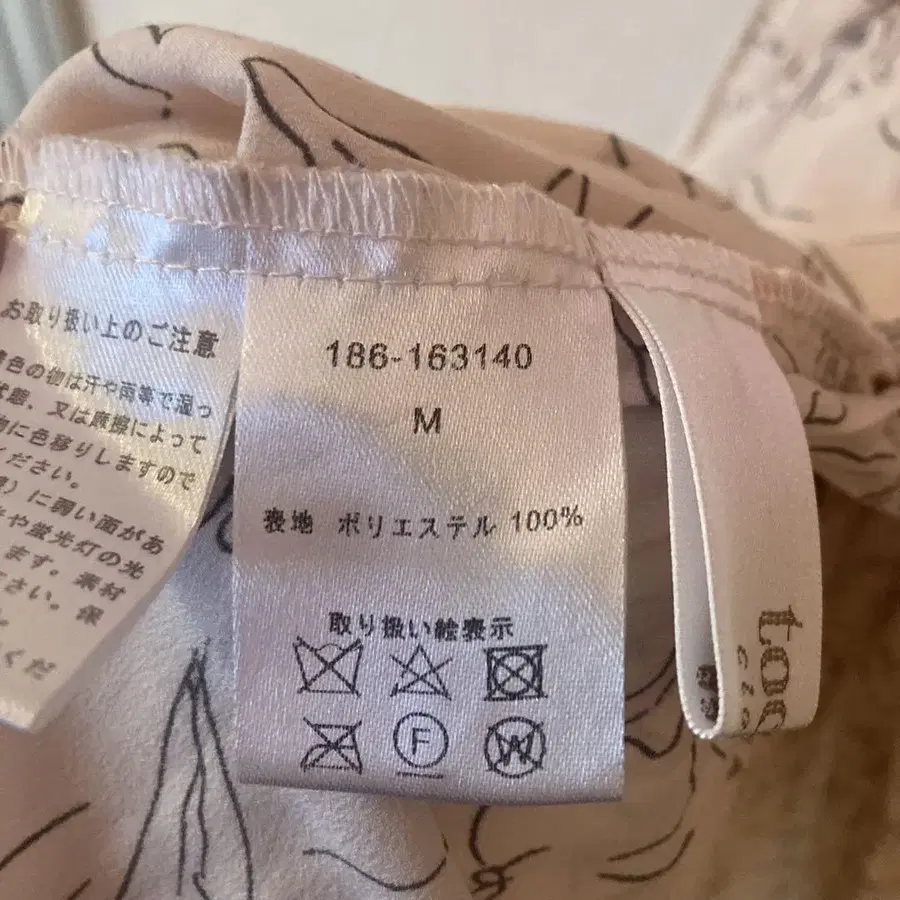 お取り扱い上のご注意
色の物は汗や雨等で湿っ
状態、又は摩擦によって
物に色移りしますので
ください。
)に弱い面があ
や蛍光灯の光
ます。素材
さい。保
くだ
186-163140
M
表地 ポリエステル 100%
取り扱い絵表示
F
W